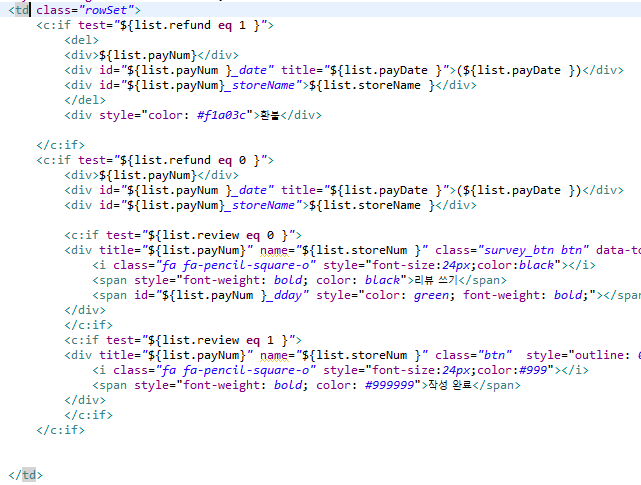 <td class="rowSet">
<c:if test="${list.refund eq 1 }">
<del>
<div>${list.payNum}</div>
<div id="${list.payNum }_date" title="${list.payDate }">(${list.payDate })</div>
<div id="${list.payNum}_storeName">${list.storeName }</div>
</del>
<div style="color: #f1a03c">환불</div>
</c:if>
<c:if test="${list.refund eq 0 }">
<div>${list.payNum}</div>
<div id="${list.payNum }_date" title="${list.payDate }">(${list.payDate })</div>
<div id="${list.payNum}_storeName">${list.storeName }</div>
<c:if test="${list.review eq 0 }">
<div title="${list.payNum}" name="${list.storeNum }" class="survey_btn btn" data-to
<i class="fa fa-pencil-square-o" style="font-size:24px;color:black"></i>
<span style="font-weight: bold; color: black">리뷰 쓰기</span>
<span id="${list.payNum }_dday" style="color: green; font-weight: bold;"></span
</div>
</c:if>
<c:if test="${list.review eq 1 }">
<div title="${list.payNum}" name="${list.storeNum }" class="btn"  style="outline: 0
<i class="fa fa-pencil-square-o" style="font-size:24px;color:#999"></i>
<span style="font-weight: bold; color: #999999">작성 완료</span>
</div>
</c:if>
</c:if>
</td>